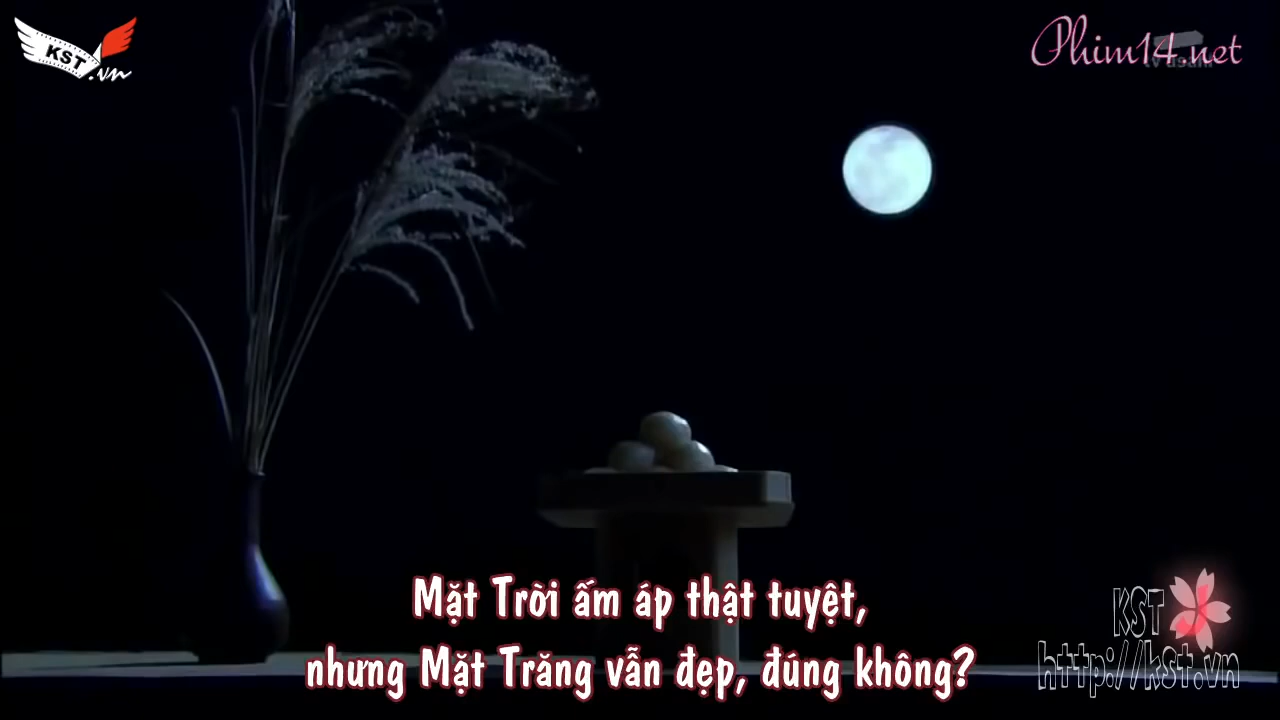 KST.vn
Phim14.net
Mặt Trời ấm áp thật tuyệt,
nhưng Mặt Trăng vẫn đẹp, đúng không?
KST
http://kst.vn